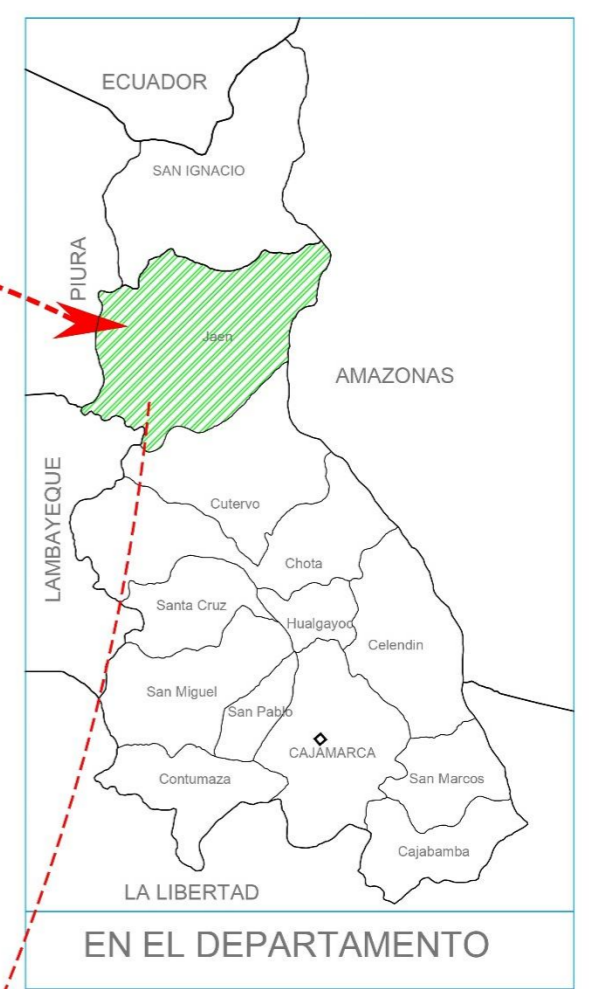 ECUADOR
SAN IGNACIO
PIURA
Jaen
AMAZONAS
LAMBAYEQUE
Cutervo
Chota
Santa Cruz
Hualgayoc
Celendin
San Miguel
San Pablo
CAJAMARCA
Contumaza
San Marcos
Cajabamba
LA LIBERTAD
EN EL DEPARTAMENTO